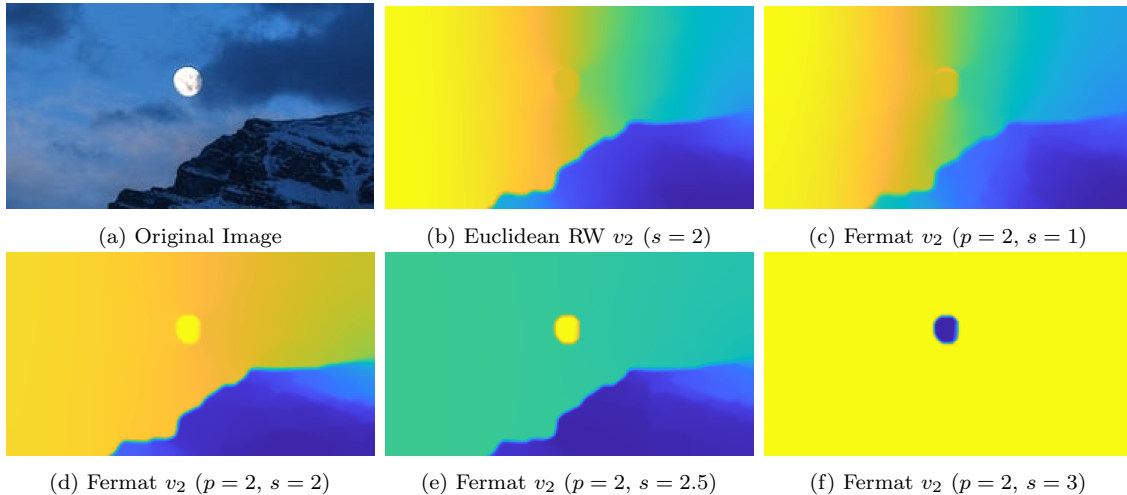 (a) Original Image
(b) Euclidean RW v₂ (s = 2)
(c) Fermat v₂ (p = 2, s = 1)
(d) Fermat v₂ (p = 2, s = 2)
(e) Fermat v₂ (p = 2, s = 2.5)
(f) Fermat v₂ (p = 2, s = 3)